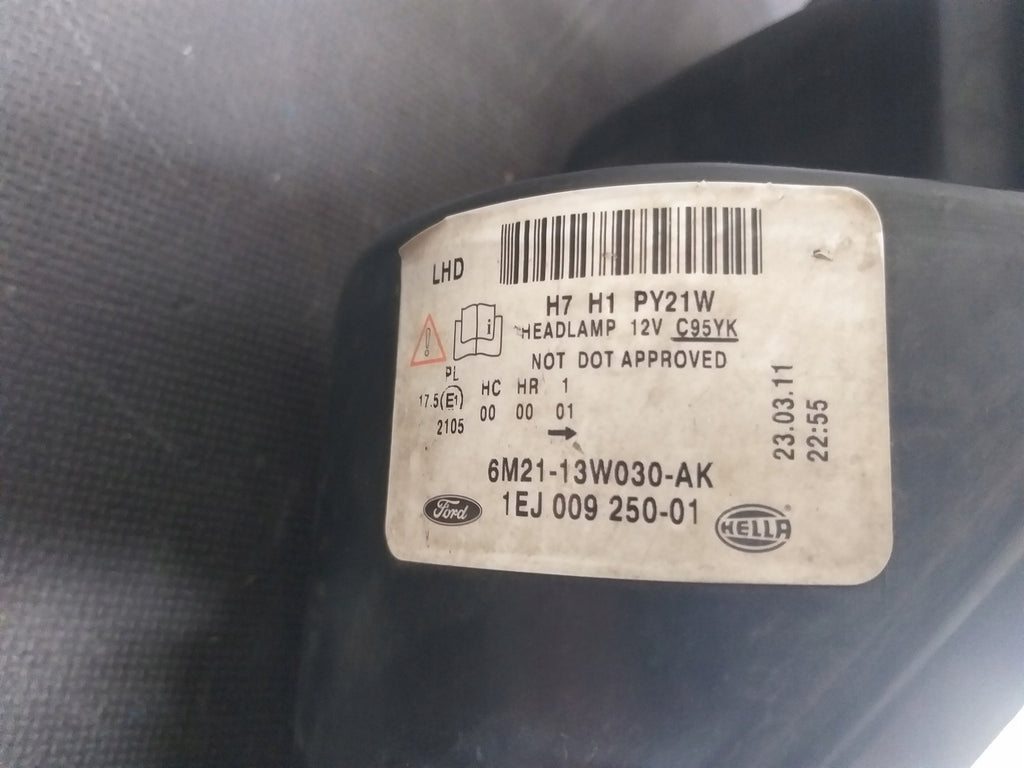 LHD
H7 H1 PY21W
HEADLAMP 12V C95YK
NOT DOT APPROVED
PL HC HR 1
17.5 E1 00 00 01
2105
23.03.11
22:55
6M21-13W030-AK
Ford 1EJ 009 250-01 HELLA